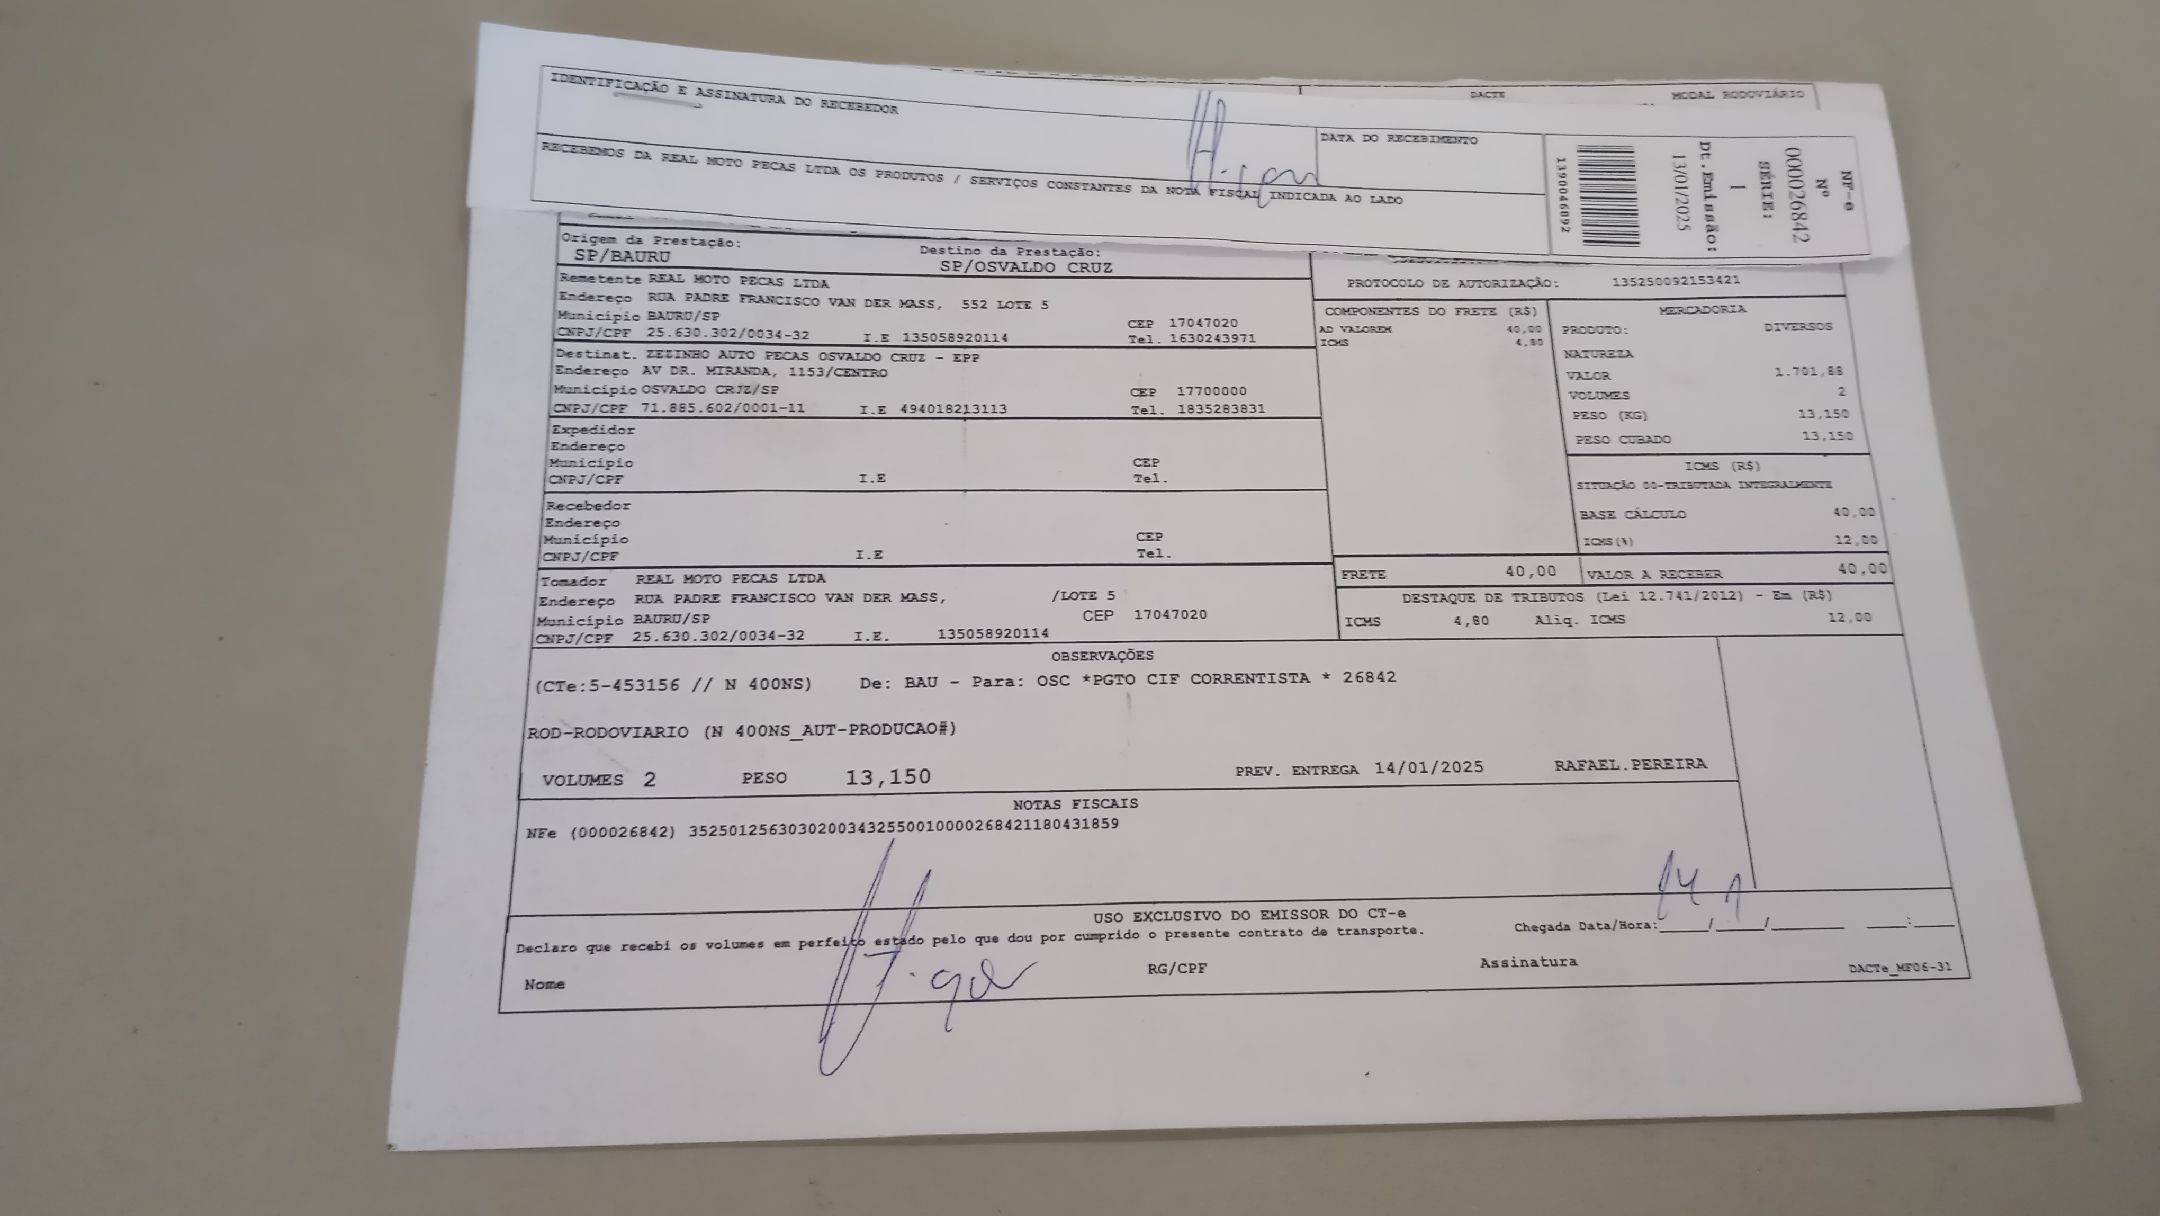 DACTE MODAL RODOVIÁRIO
IDENTIFICAÇÃO E ASSINATURA DO RECEBEDOR
DATA DO RECEBIMENTO
RECEBEMOS DA REAL MOTO PECAS LTDA OS PRODUTOS / SERVIÇOS CONSTANTES DA NOTA FISCAL INDICADA AO LADO
NF-e
Nº
000026842
SÉRIE:
1
Dt.Emissão:
13/01/2025
1390046892
Origem da Prestação: Destino da Prestação:
SP/BAURU SP/OSVALDO CRUZ
Remetente REAL MOTO PECAS LTDA
Endereço RUA PADRE FRANCISCO VAN DER MASS, 552 LOTE 5
Município BAURU/SP CEP 17047020
CNPJ/CPF 25.630.302/0034-32 I.E 135058920114 Tel. 1630243971
Destinat. ZEZINHO AUTO PECAS OSVALDO CRUZ - EPP
Endereço AV DR. MIRANDA, 1153/CENTRO
Município OSVALDO CRUZ/SP CEP 17700000
CNPJ/CPF 71.885.602/0001-11 I.E 494018213113 Tel. 1835283831
Expedidor
Endereço
Município CEP
CNPJ/CPF I.E Tel.
Recebedor
Endereço
Município CEP
CNPJ/CPF I.E Tel.
Tomador REAL MOTO PECAS LTDA
Endereço RUA PADRE FRANCISCO VAN DER MASS, /LOTE 5
Município BAURU/SP CEP 17047020
CNPJ/CPF 25.630.302/0034-32 I.E. 135058920114
PROTOCOLO DE AUTORIZAÇÃO: 135250092153421
COMPONENTES DO FRETE (R$)
AD VALOREM 40,00
ICMS 4,80
MERCADORIA
PRODUTO: DIVERSOS
NATUREZA
VALOR 1.701,88
VOLUMES 2
PESO (KG) 13,150
PESO CUBADO 13,150
ICMS (R$)
SITUAÇÃO 00-TRIBUTADA INTEGRALMENTE
BASE CÁLCULO 40,00
ICMS(%) 12,00
FRETE 40,00 VALOR A RECEBER 40,00
DESTAQUE DE TRIBUTOS (Lei 12.741/2012) - Em (R$)
ICMS 4,80 Aliq. ICMS 12,00
OBSERVAÇÕES
(CTe:5-453156 // N 400NS) De: BAU - Para: OSC *PGTO CIF CORRENTISTA * 26842
ROD-RODOVIARIO (N 400NS_AUT-PRODUCAO#)
VOLUMES 2 PESO 13,150 PREV. ENTREGA 14/01/2025 RAFAEL.PEREIRA
NOTAS FISCAIS
NFe (000026842) 35250125630302003432550010000268421180431859
USO EXCLUSIVO DO EMISSOR DO CT-e
Declaro que recebi os volumes em perfeito estado pelo que dou por cumprido o presente contrato de transporte.
Chegada Data/Hora: 14/1/
Nome RG/CPF Assinatura DACTe_MF06-31